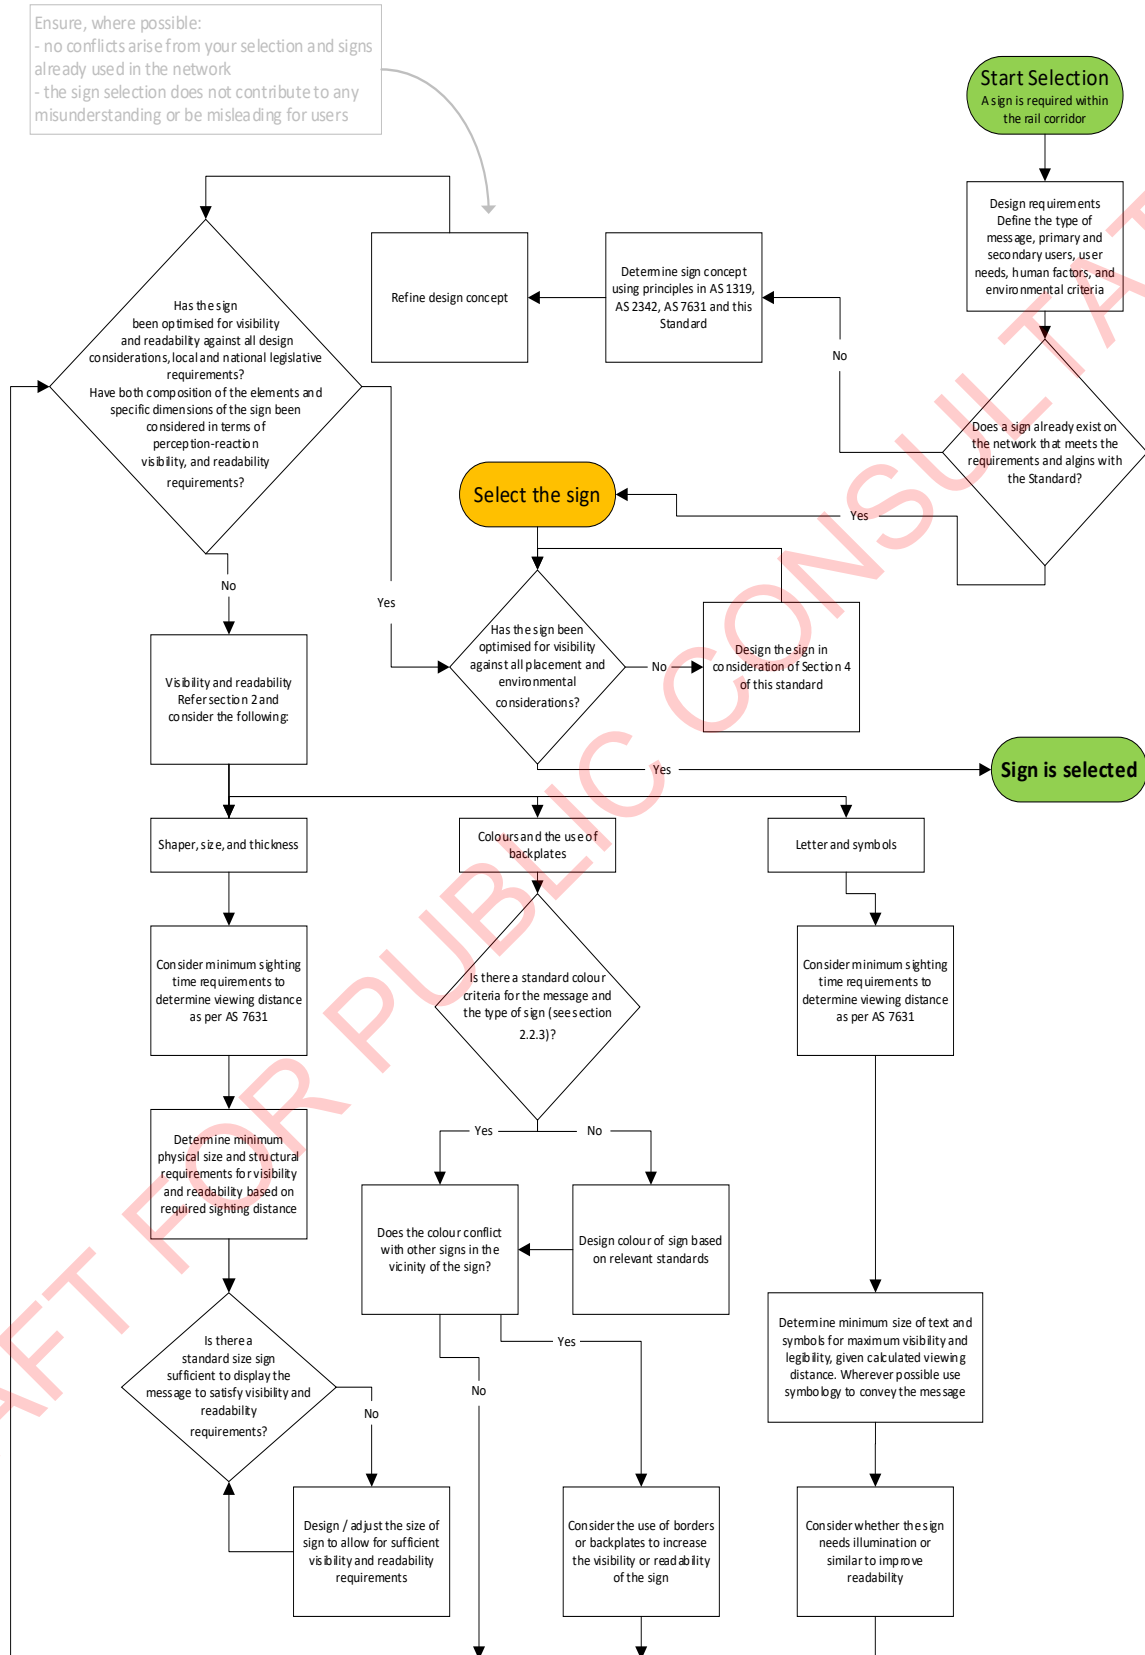 Ensure, where possible:
- no conflicts arise from your selection and signs
already used in the network
- the sign selection does not contribute to any
misunderstanding or be misleading for users
Start Selection
A sign is required within
the rail corridor
Design requirements
Define the type of
message, primary and
secondary users, user
needs, human factors, and
environmental criteria
Does a sign already exist on
the network that meets the
requirements and algins with
the Standard?
No
Yes
Determine sign concept
using principles in AS 1319,
AS 2342, AS 7631 and this
Standard
Refine design concept
Has the sign
been optimised for visibility
and readability against all design
considerations, local and national legislative
requirements?
Have both composition of the elements and
specific dimensions of the sign been
considered in terms of
perception-reaction
visibility, and readability
requirements?
No
Yes
Select the sign
Has the sign been
optimised for visibility
against all placement and
environmental
considerations?
No
Design the sign in
consideration of Section 4
of this standard
Yes
Sign is selected
Visibility and readability
Refer section 2 and
consider the following:
Shaper, size, and thickness
Colours and the use of
backplates
Letter and symbols
Consider minimum sighting
time requirements to
determine viewing distance
as per AS 7631
Is there a standard colour
criteria for the message and
the type of sign (see section
2.2.3)?
Consider minimum sighting
time requirements to
determine viewing distance
as per AS 7631
Determine minimum
physical size and structural
requirements for visibility
and readability based on
required sighting distance
Yes
No
Does the colour conflict
with other signs in the
vicinity of the sign?
Design colour of sign based
on relevant standards
Yes
No
Is there a
standard size sign
sufficient to display the
message to satisfy visibility and
readability
requirements?
No
Determine minimum size of text and
symbols for maximum visibility and
legibility, given calculated viewing
distance. Wherever possible use
symbology to convey the message
Design / adjust the size of
sign to allow for sufficient
visibility and readability
requirements
Consider the use of borders
or backplates to increase
the visibility or readability
of the sign
Consider whether the sign
needs illumination or
similar to improve
readability
AFT FOR PUBLIC CONSULTAT